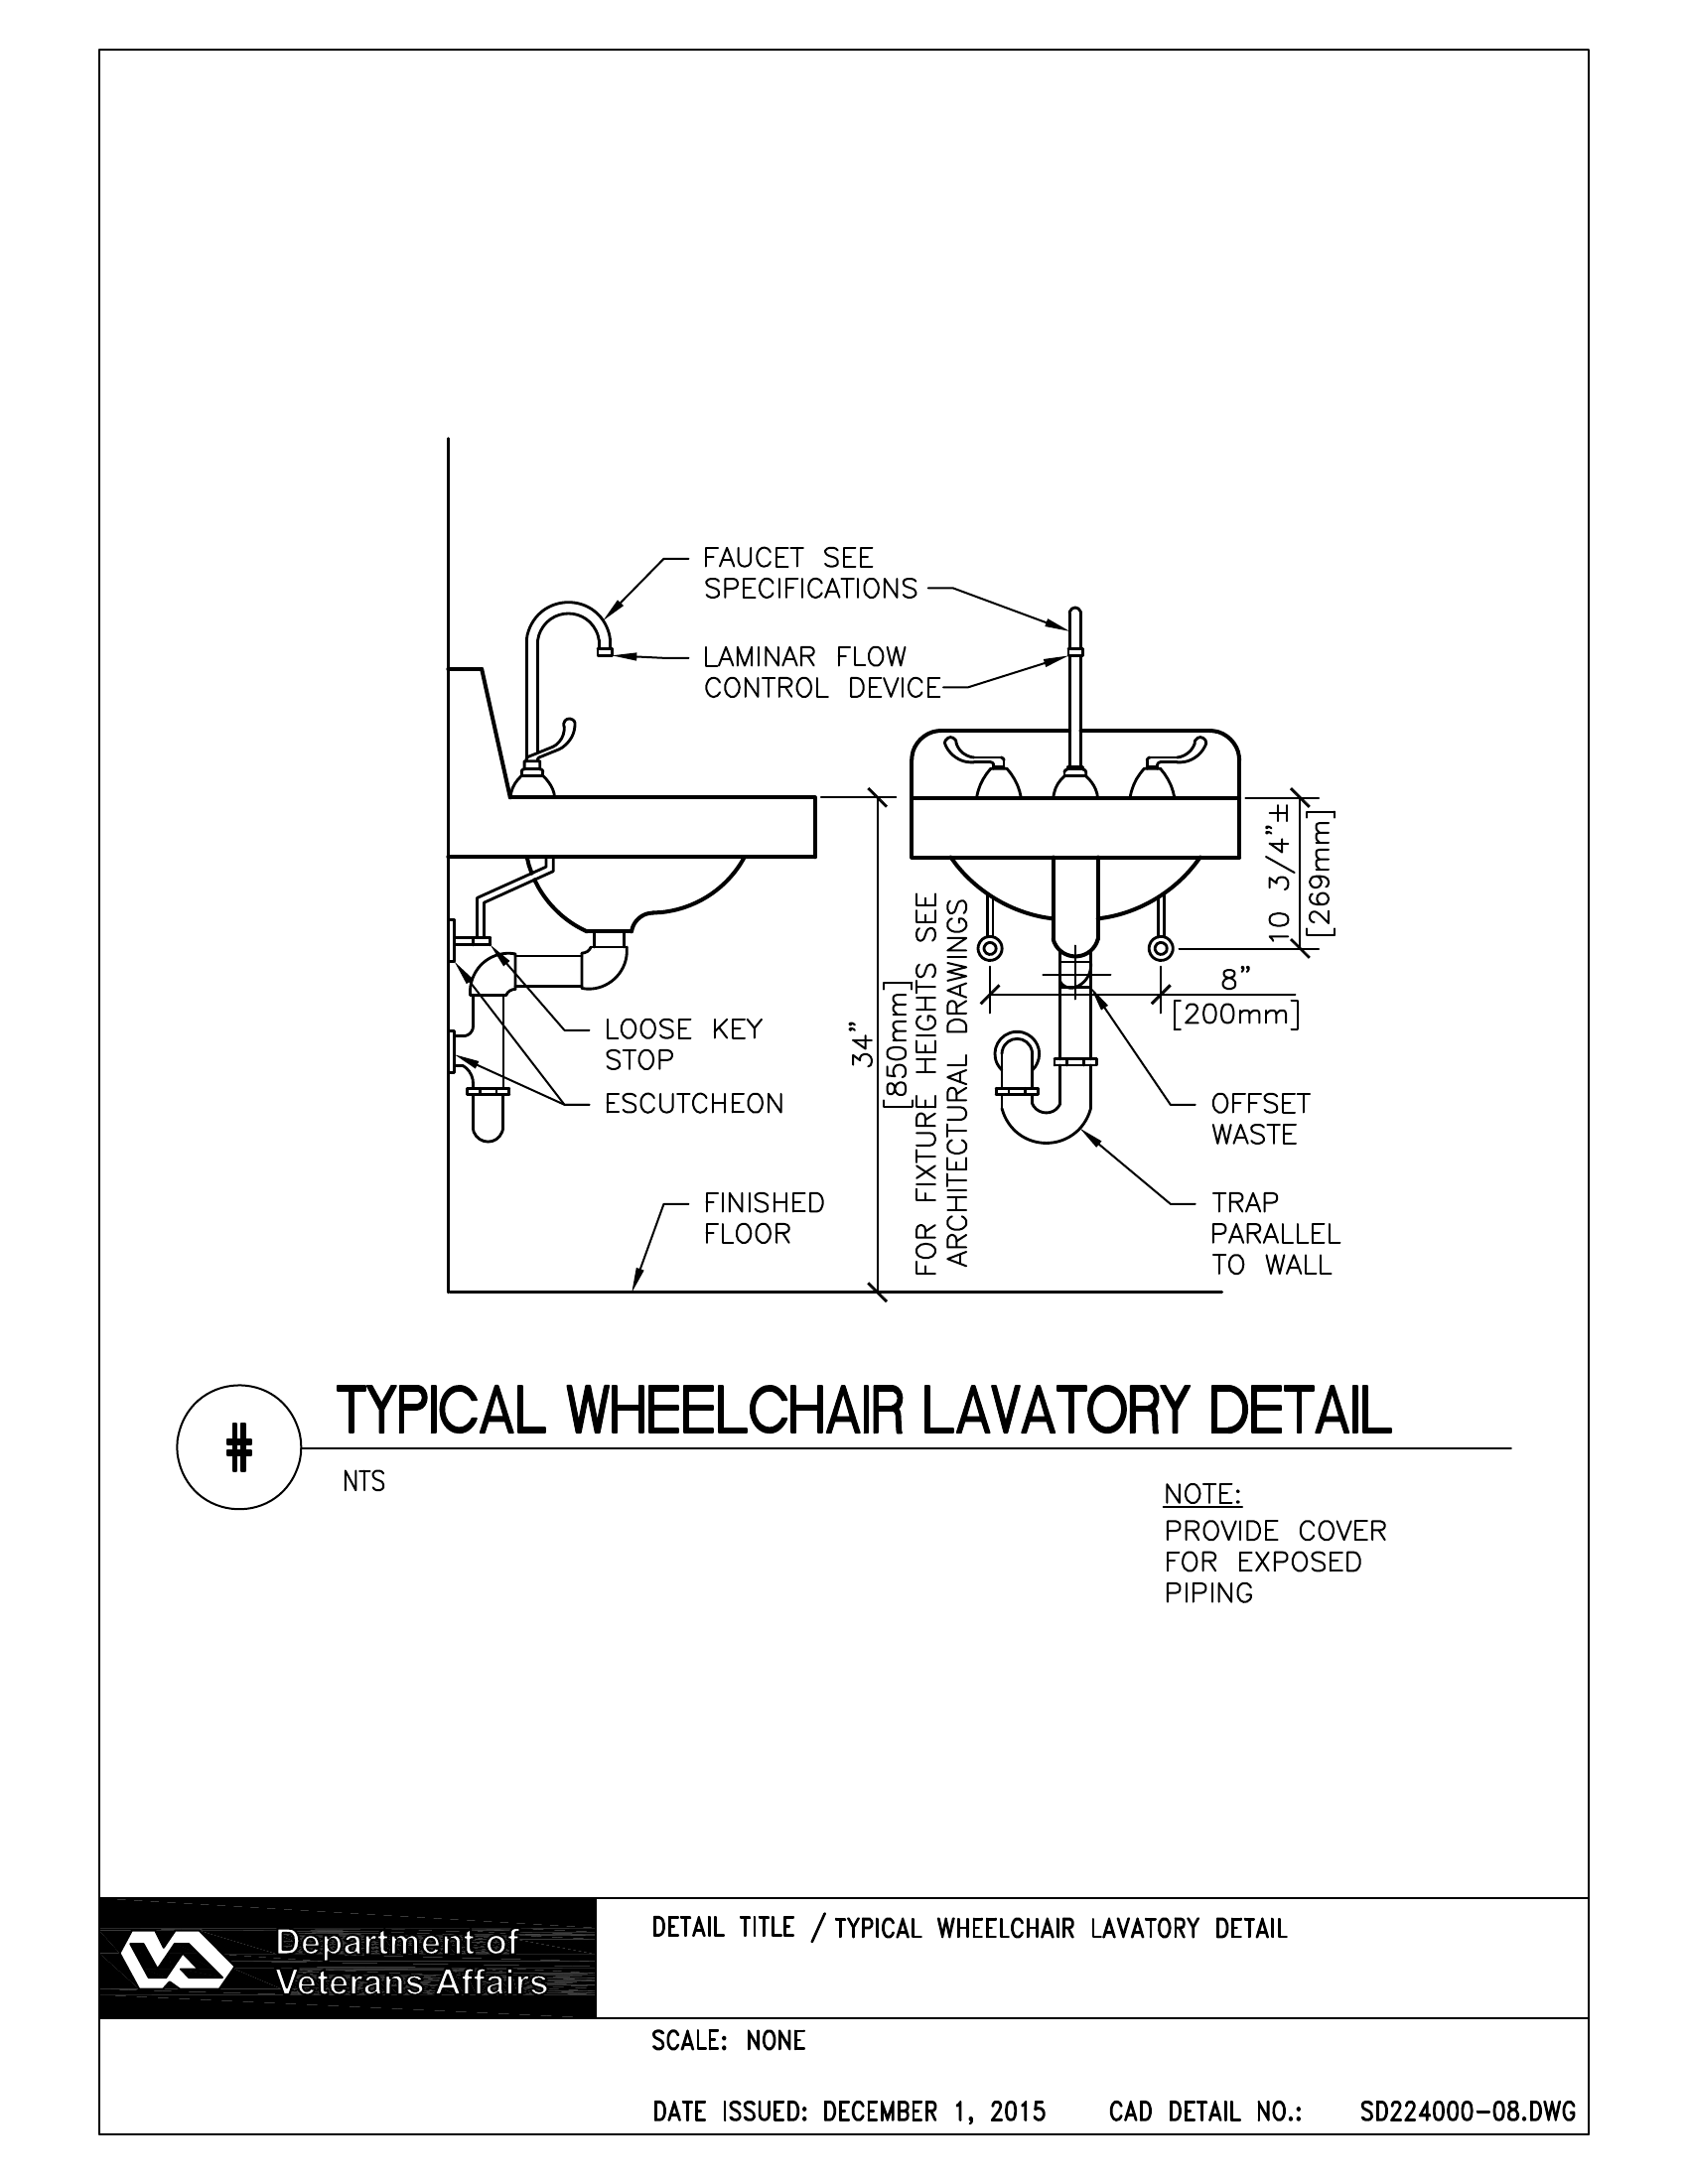 FAUCET SEE
SPECIFICATIONS
LAMINAR FLOW
CONTROL DEVICE
10 3/4"±
[269mm]
8"
[200mm]
34"
[850mm]
FOR FIXTURE HEIGHTS SEE
ARCHITECTURAL DRAWINGS
LOOSE KEY
STOP
ESCUTCHEON
OFFSET
WASTE
FINISHED
FLOOR
TRAP
PARALLEL
TO WALL
#
TYPICAL WHEELCHAIR LAVATORY DETAIL
NTS
NOTE:
PROVIDE COVER
FOR EXPOSED
PIPING
VA
Department of
Veterans Affairs
DETAIL TITLE / TYPICAL WHEELCHAIR LAVATORY DETAIL
SCALE: NONE
DATE ISSUED: DECEMBER 1, 2015 CAD DETAIL NO.: SD224000-08.DWG